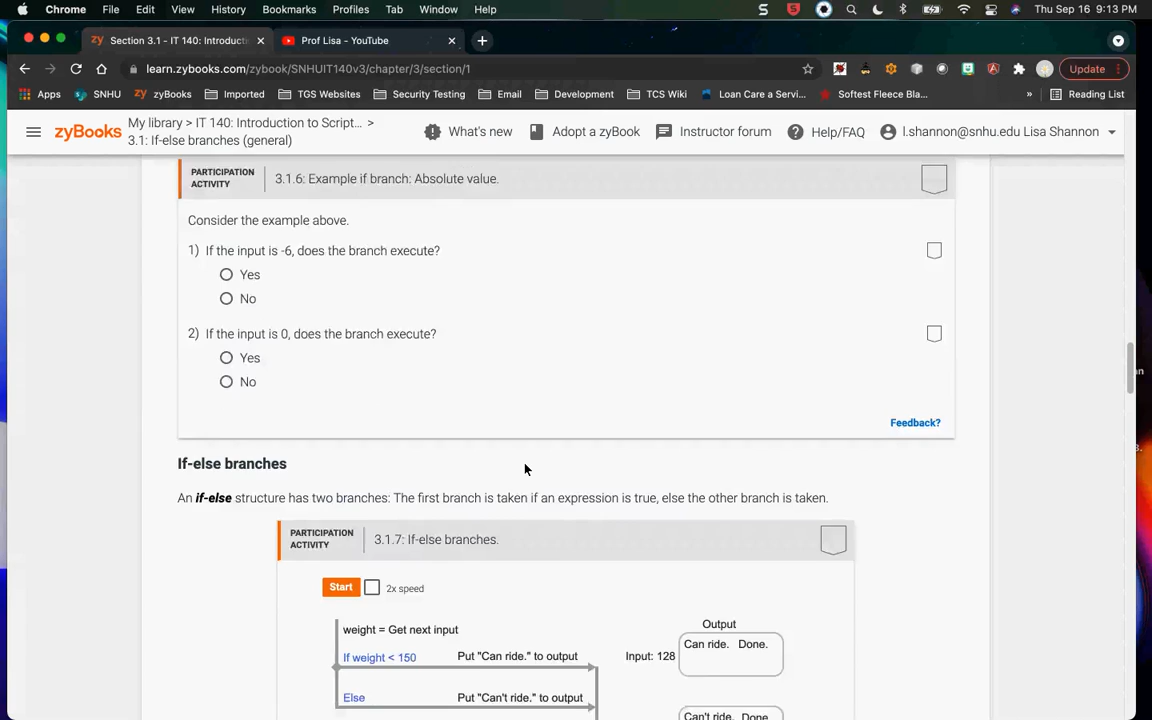 Chrome File Edit View History Bookmarks Profiles Tab Window Help Thu Sep 16 9:13 PM
Section 3.1 - IT 140: Introducti Prof Lisa - YouTube
learn.zybooks.com/zybook/SNHUIT140v3/chapter/3/section/1 Update
Apps SNHU zyBooks Imported TGS Websites Security Testing Email Development TCS Wiki Loan Care a Servi... Softest Fleece Bla... » Reading List
zyBooks My library > IT 140: Introduction to Script... >
3.1: If-else branches (general)
What's new Adopt a zyBook Instructor forum Help/FAQ l.shannon@snhu.edu Lisa Shannon
PARTICIPATION
ACTIVITY
3.1.6: Example if branch: Absolute value.
Consider the example above.
1) If the input is -6, does the branch execute?
Yes
No
2) If the input is 0, does the branch execute?
Yes
No
Feedback?
If-else branches
An if-else structure has two branches: The first branch is taken if an expression is true, else the other branch is taken.
PARTICIPATION
ACTIVITY
3.1.7: If-else branches.
Start 2x speed
weight = Get next input
If weight < 150 Put "Can ride." to output
Else Put "Can't ride." to output
Output
Input: 128 Can ride. Done.
Can't ride. Done.